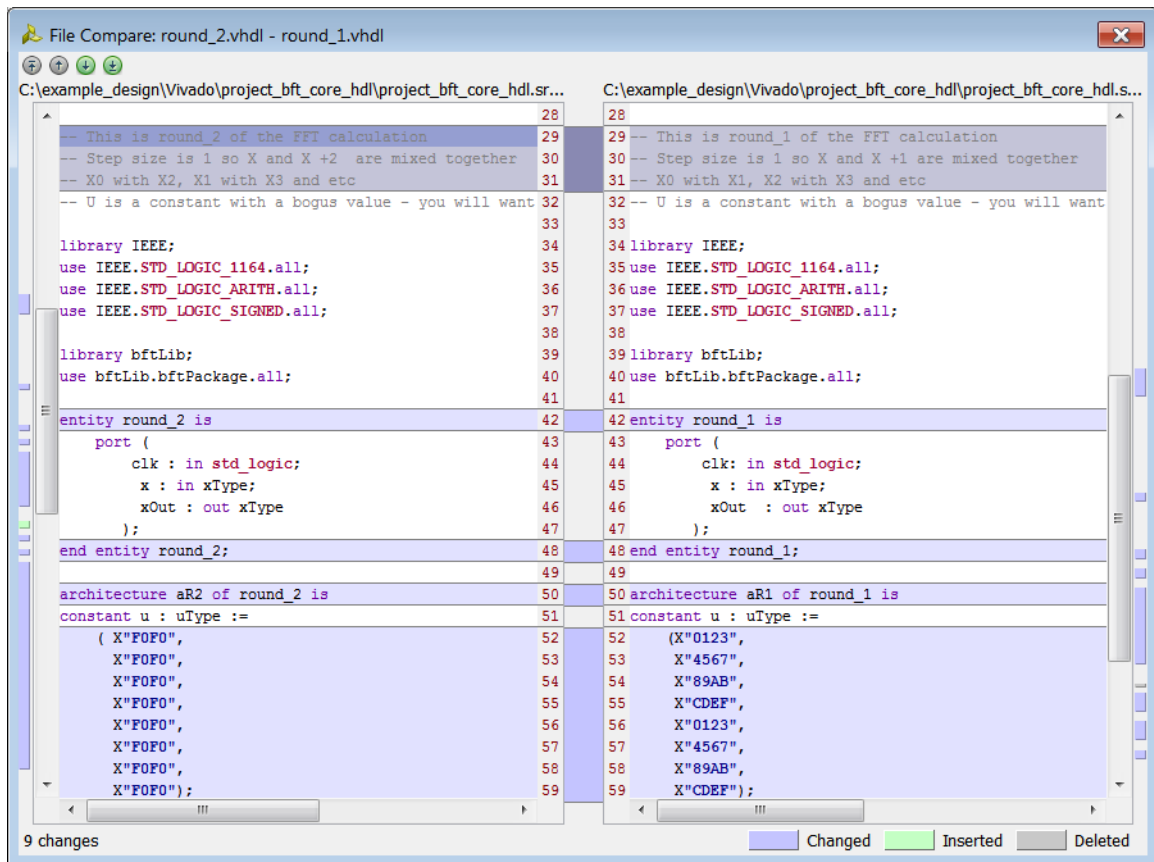 File Compare: round_2.vhdl - round_1.vhdl
C:\example_design\Vivado\project_bft_core_hdl\project_bft_core_hdl.sr...
28
-- This is round_2 of the FFT calculation 29
-- Step size is 1 so X and X +2  are mixed together 30
-- X0 with X2, X1 with X3 and etc 31
-- U is a constant with a bogus value - you will want 32
33
library IEEE; 34
use IEEE.STD_LOGIC_1164.all; 35
use IEEE.STD_LOGIC_ARITH.all; 36
use IEEE.STD_LOGIC_SIGNED.all; 37
38
library bftLib; 39
use bftLib.bftPackage.all; 40
41
entity round_2 is 42
port ( 43
clk : in std_logic; 44
x : in xType; 45
xOut : out xType 46
); 47
end entity round_2; 48
49
architecture aR2 of round_2 is 50
constant u : uType := 51
( X"F0F0", 52
X"F0F0", 53
X"F0F0", 54
X"F0F0", 55
X"F0F0", 56
X"F0F0", 57
X"F0F0", 58
X"F0F0"); 59
C:\example_design\Vivado\project_bft_core_hdl\project_bft_core_hdl.s...
28
29 -- This is round_1 of the FFT calculation
30 -- Step size is 1 so X and X +1 are mixed together
31 -- X0 with X1, X2 with X3 and etc
32 -- U is a constant with a bogus value - you will want
33
34 library IEEE;
35 use IEEE.STD_LOGIC_1164.all;
36 use IEEE.STD_LOGIC_ARITH.all;
37 use IEEE.STD_LOGIC_SIGNED.all;
38
39 library bftLib;
40 use bftLib.bftPackage.all;
41
42 entity round_1 is
43 port (
44 clk: in std_logic;
45 x : in xType;
46 xOut  : out xType
47 );
48 end entity round_1;
49
50 architecture aR1 of round_1 is
51 constant u : uType :=
52 (X"0123",
53 X"4567",
54 X"89AB",
55 X"CDEF",
56 X"0123",
57 X"4567",
58 X"89AB",
59 X"CDEF");
9 changes
Changed
Inserted
Deleted